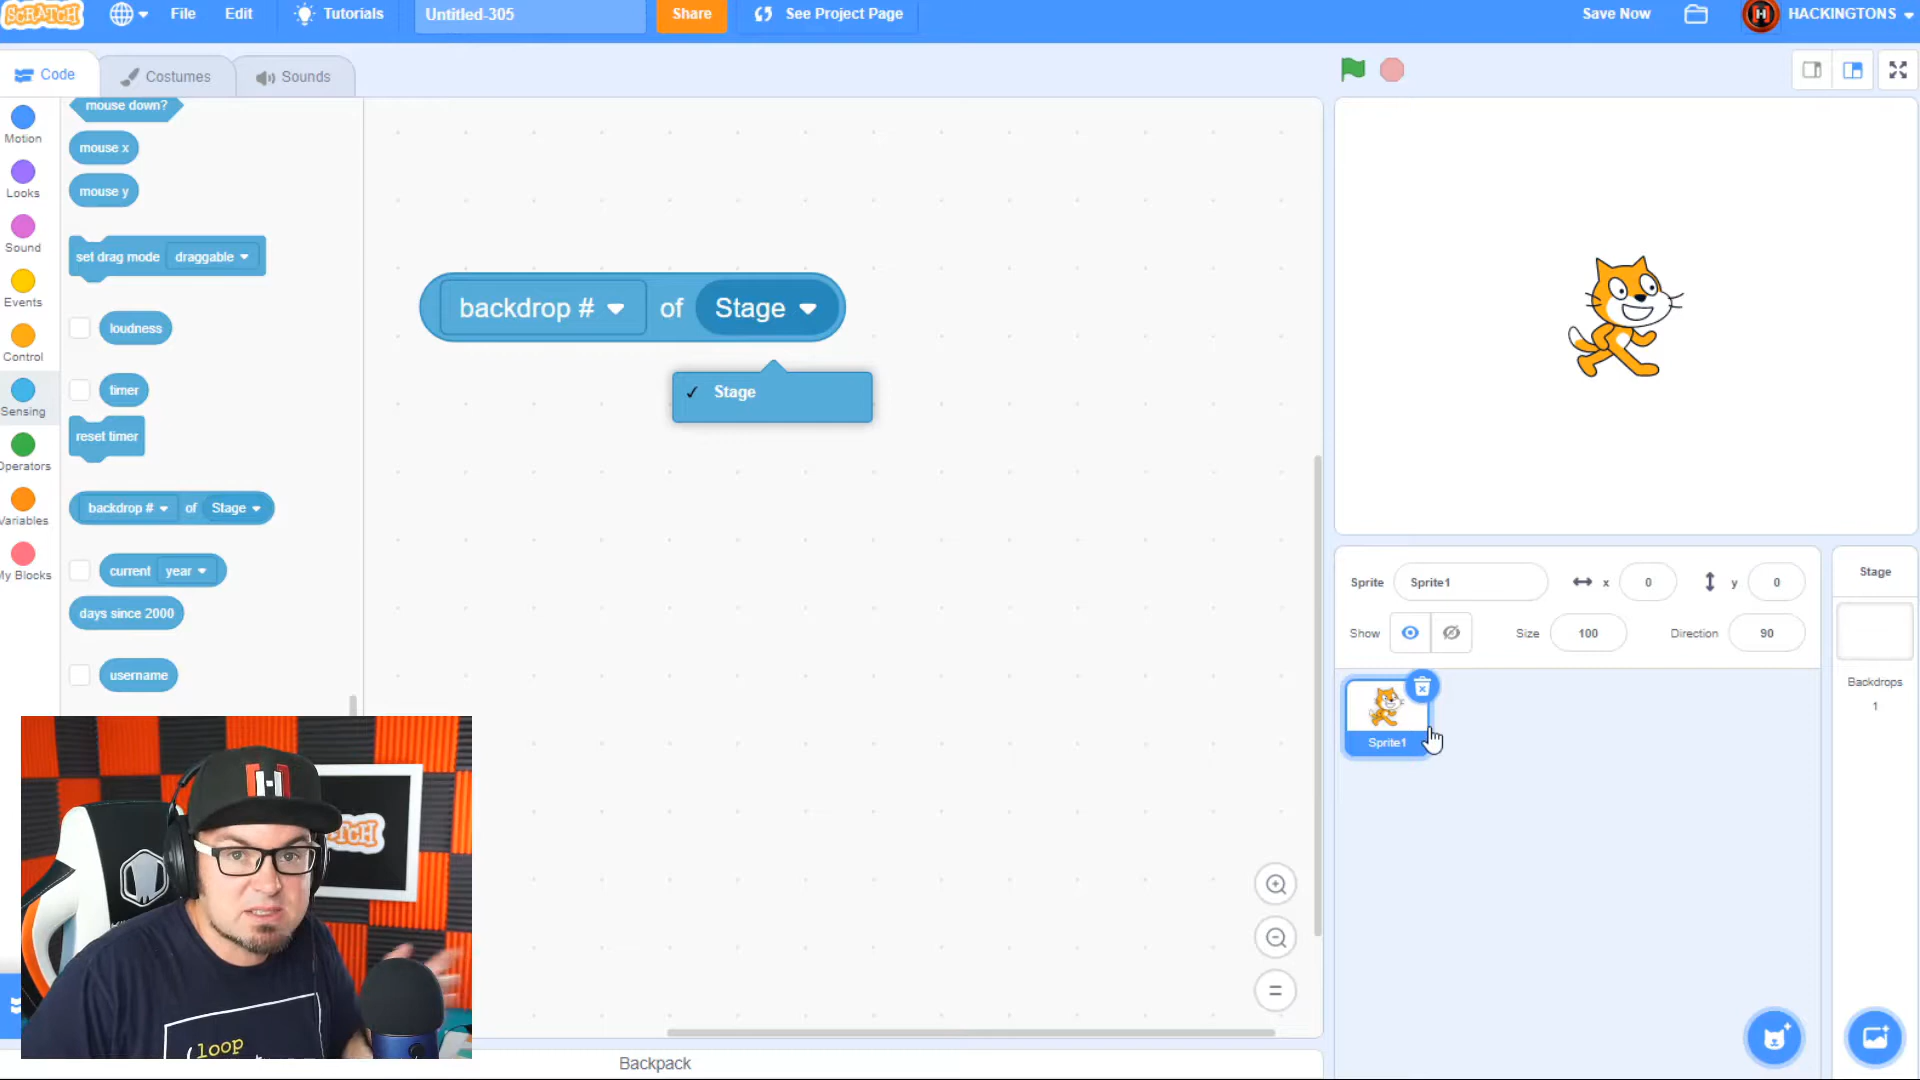 SCRATCH
File
Edit
Tutorials
Untitled-305
Share
See Project Page
Save Now
HACKINGTONS
Code
Costumes
Sounds
Motion
Looks
Sound
Events
Control
Sensing
Operators
Variables
My Blocks
mouse down?
mouse x
mouse y
set drag mode draggable
loudness
timer
reset timer
backdrop # of Stage
current year
days since 2000
username
backdrop # of Stage
✓ Stage
Sprite Sprite1 x 0 y 0
Show Size 100 Direction 90
Sprite1
Stage
Backdrops
1
Backpack
(loop